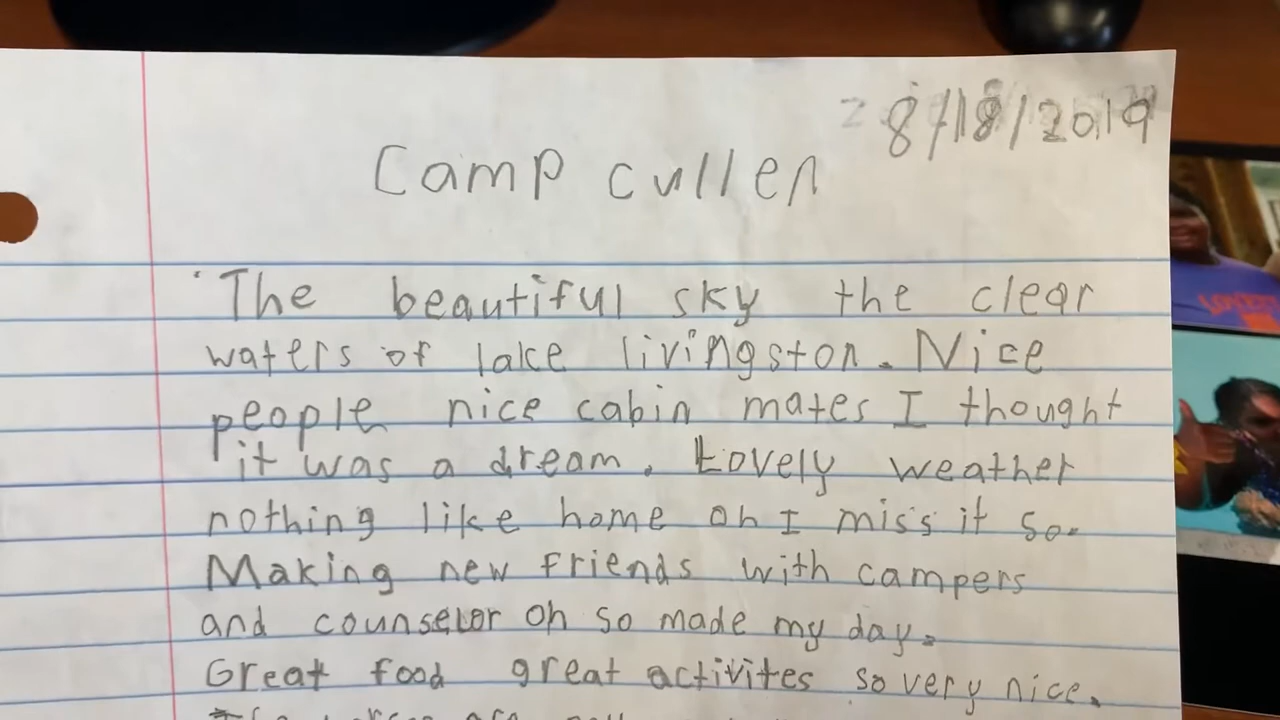 8/18/2019
Camp cullen
The beautiful sky the clear
waters of lake livingston. Nice
people nice cabin mates I thought
it was a dream. Lovely weather
nothing like home oh I miss it so.
Making new friends with campers
and counselor oh so made my day.
Great food great activites so very nice.